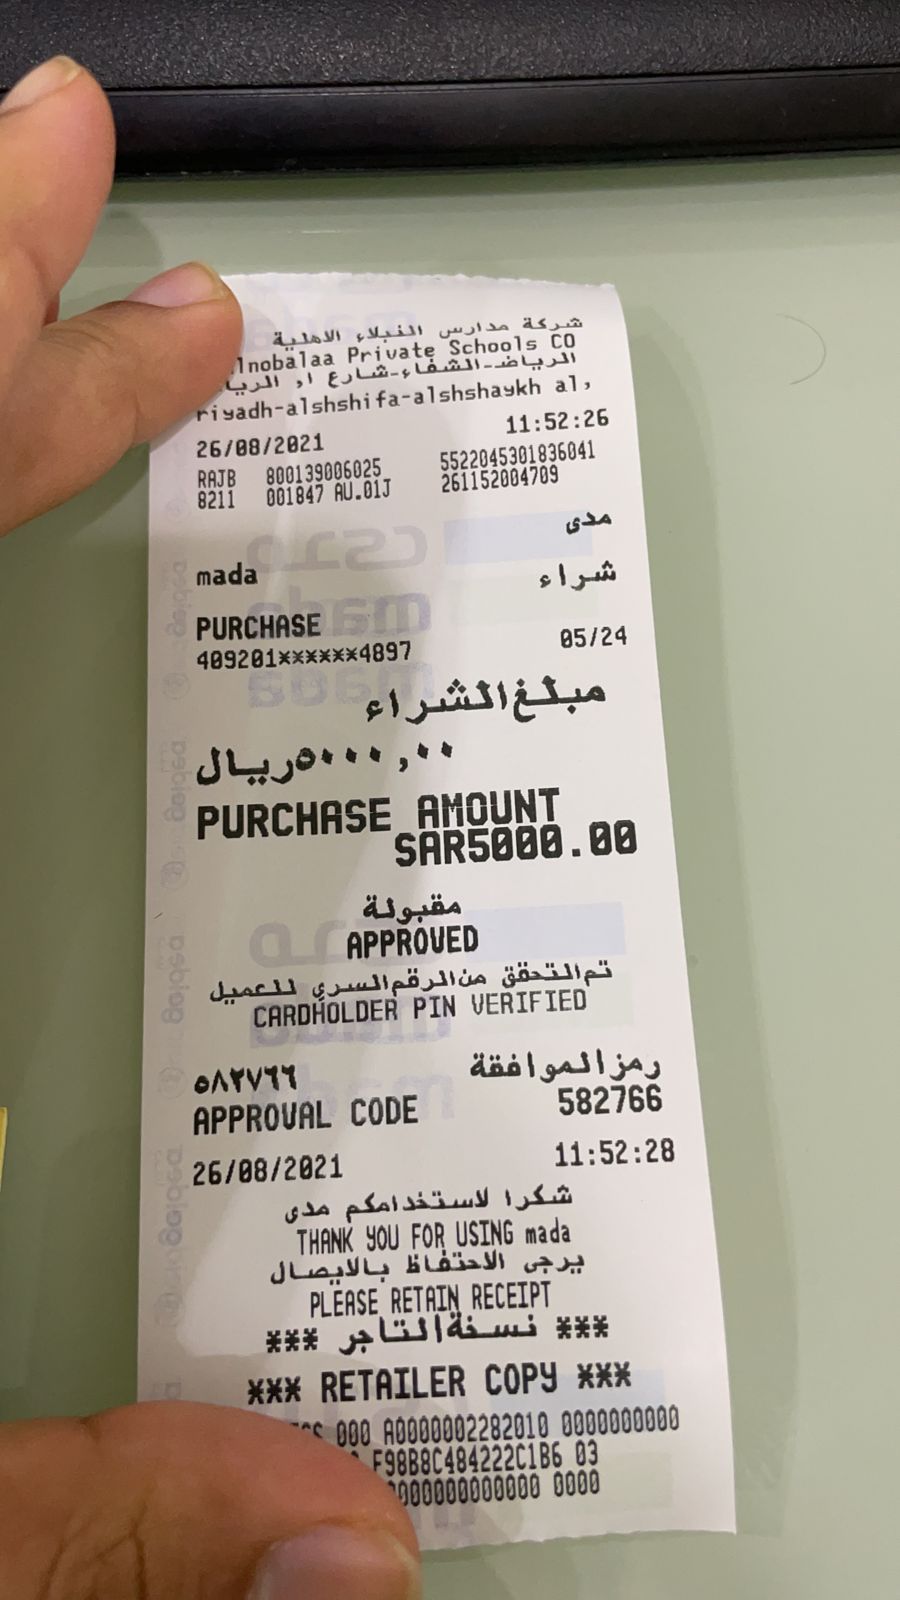 شركة مدارس النبلاء الاهلية
lnobalaa Private Schools CO
الرياض-الشفاء-شارع ا, الريا
riyadh-alshshifa-alshshaykh al,
26/08/2021 11:52:26
RAJB 800139006025 5522045301836041
8211 001847 AU.01J 261152004709
مدى
mada
شراء
PURCHASE
409201******4897 05/24
مبلغ الشراء
٥٠٠٠,٠٠ ريال
PURCHASE AMOUNT
SAR5000.00
مقبولة
APPROVED
تم التحقق من الرقم السري للعميل
CARDHOLDER PIN VERIFIED
رمز الموافقة ٥٨٢٧٦٦
APPROVAL CODE 582766
26/08/2021 11:52:28
شكرا لاستخدامكم مدى
THANK YOU FOR USING mada
يرجى الاحتفاظ بالايصال
PLEASE RETAIN RECEIPT
*** نسخة التاجر ***
*** RETAILER COPY ***
000 A0000002282010 0000000000
F98B8C484222C1B6 03
000000000000 0000